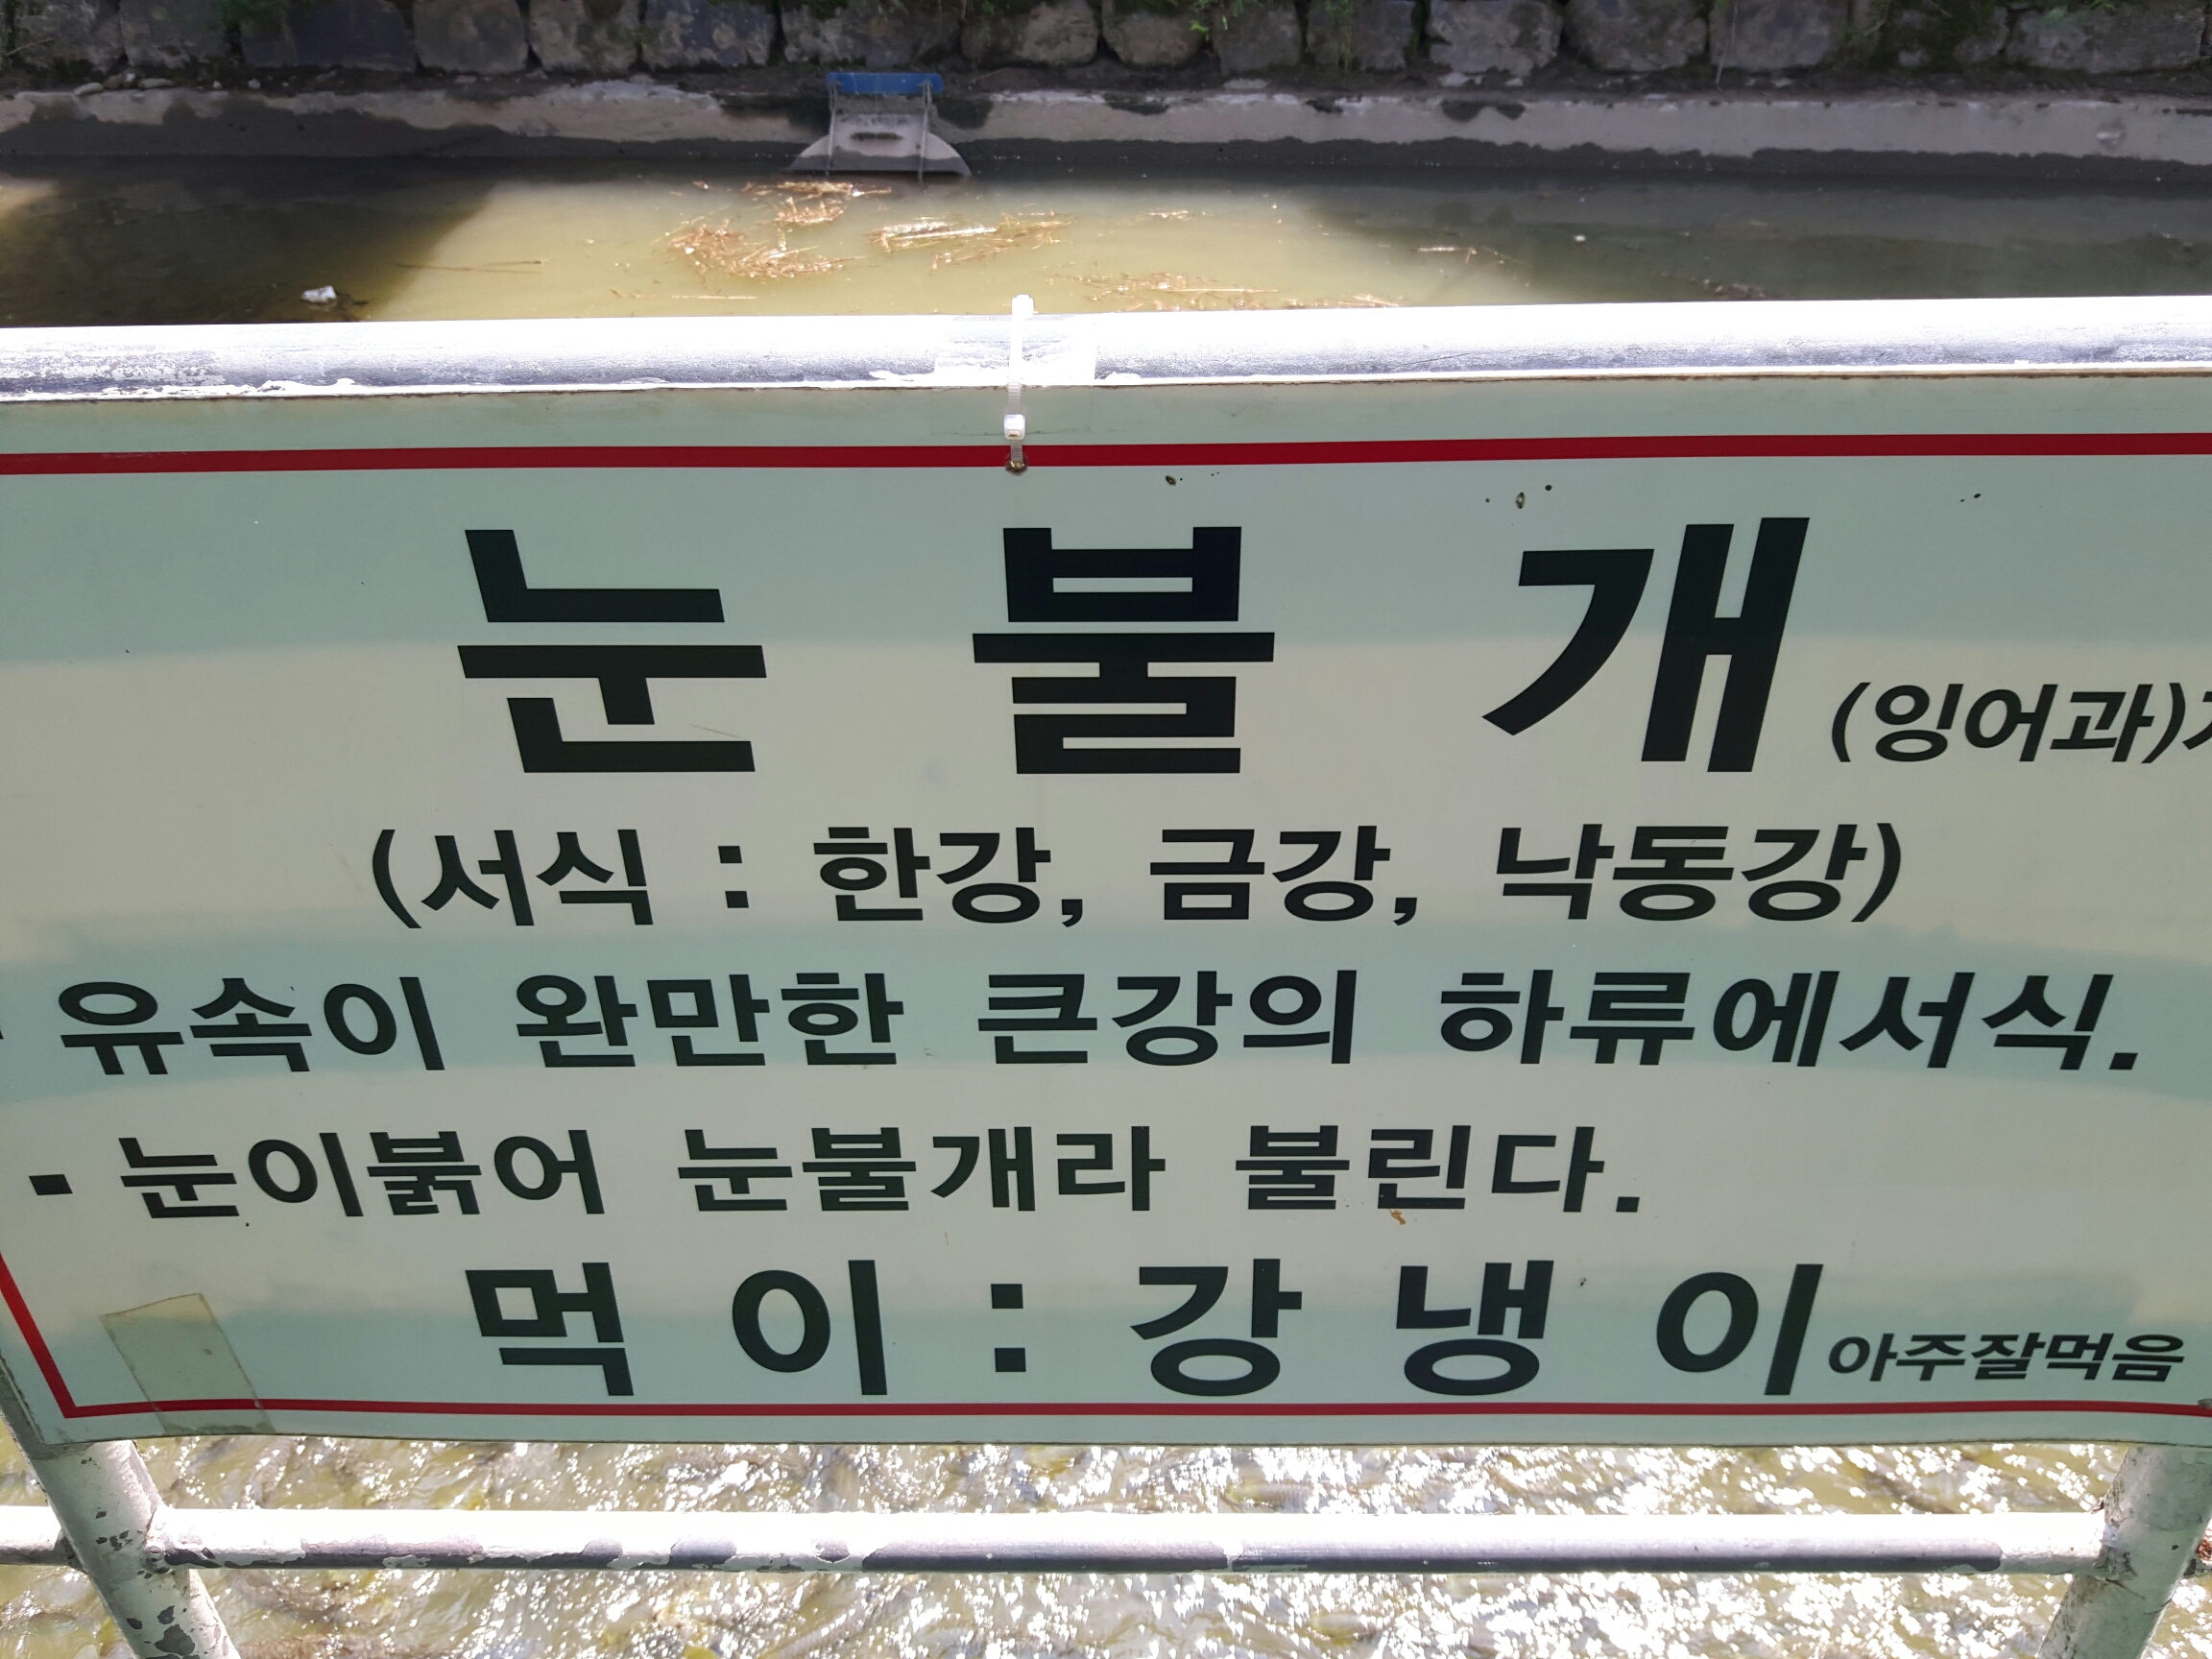 눈 불 개 (잉어과)
(서식 : 한강, 금강, 낙동강)
유속이 완만한 큰강의 하류에서식.
▪ 눈이붉어 눈불개라 불린다.
먹 이 : 강 냉 이 아주잘먹음